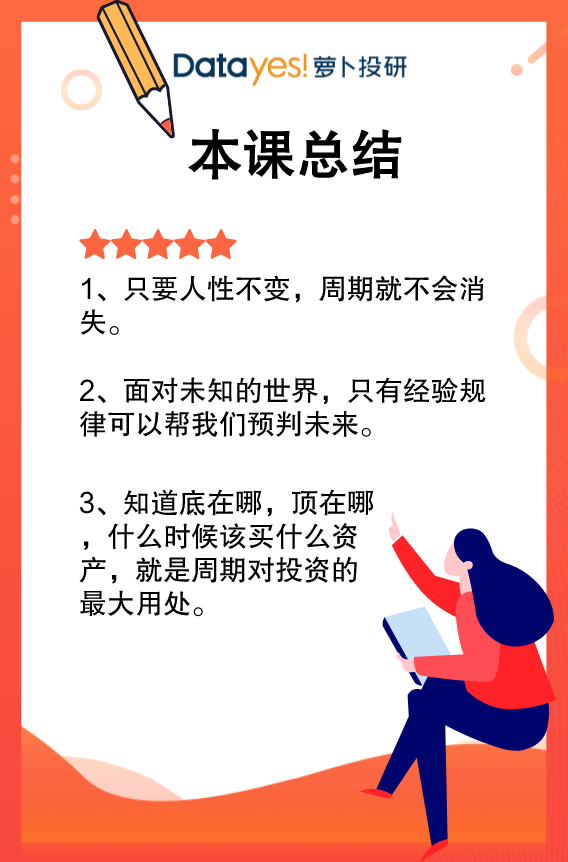 Datayes!萝卜投研
本课总结
1、只要人性不变，周期就不会消
失。
2、面对未知的世界，只有经验规
律可以帮我们预判未来。
3、知道底在哪，顶在哪
，什么时候该买什么资
产，就是周期对投资的
最大用处。